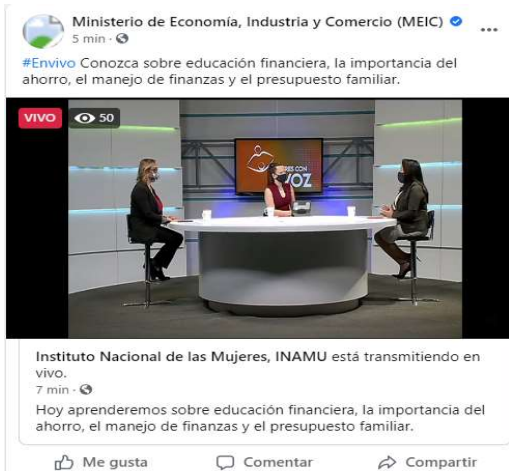 Ministerio de Economía, Industria y Comercio (MEIC)
5 min ·
#Envivo Conozca sobre educación financiera, la importancia del
ahorro, el manejo de finanzas y el presupuesto familiar.
VIVO 50
CON
VOZ
Instituto Nacional de las Mujeres, INAMU está transmitiendo en
vivo.
7 min ·
Hoy aprenderemos sobre educación financiera, la importancia del
ahorro, el manejo de finanzas y el presupuesto familiar.
Me gusta Comentar Compartir